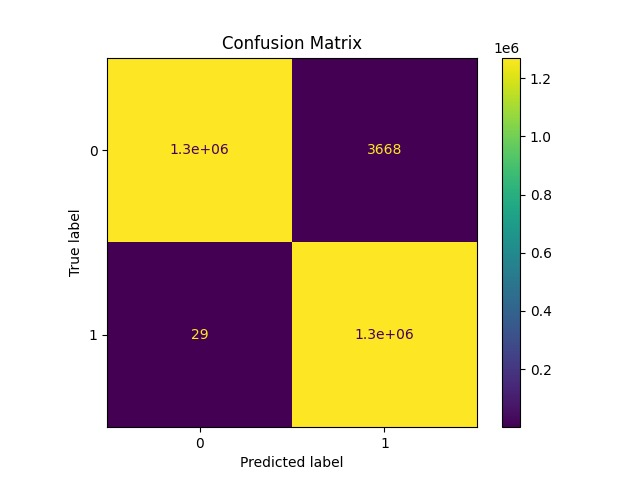 Confusion Matrix
1e6
0
1.3e+06
3668
1
29
1.3e+06
True label
0
1
Predicted label
1.2
1.0
0.8
0.6
0.4
0.2